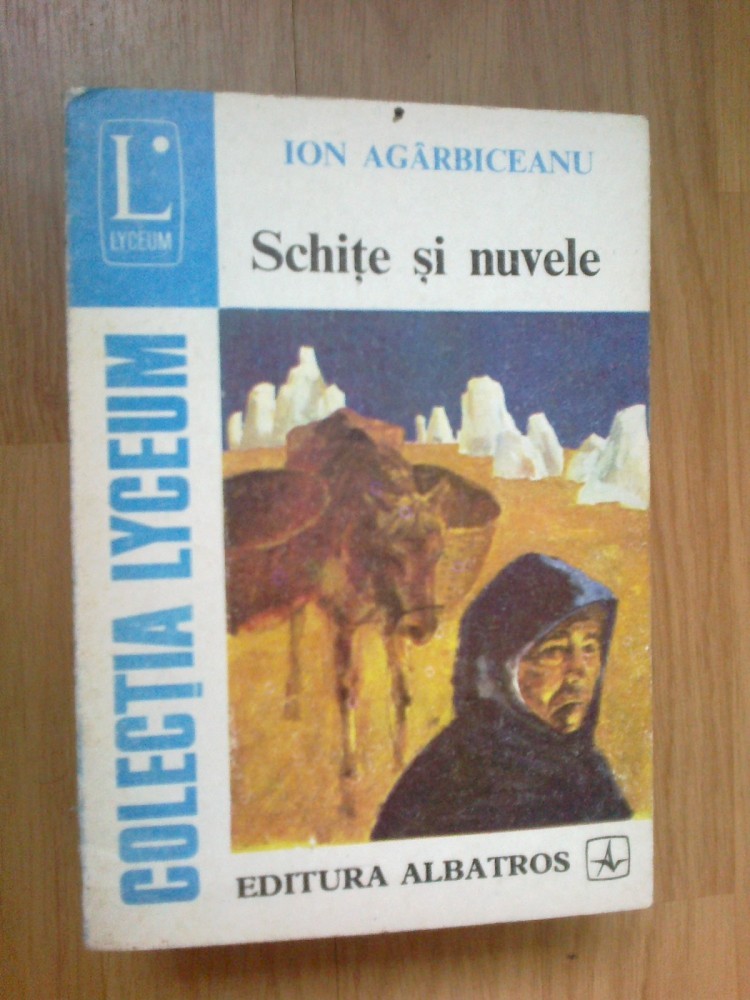 L
LYCEUM
ION AGÂRBICEANU
Schițe și nuvele
COLECȚIA LYCEUM
EDITURA ALBATROS